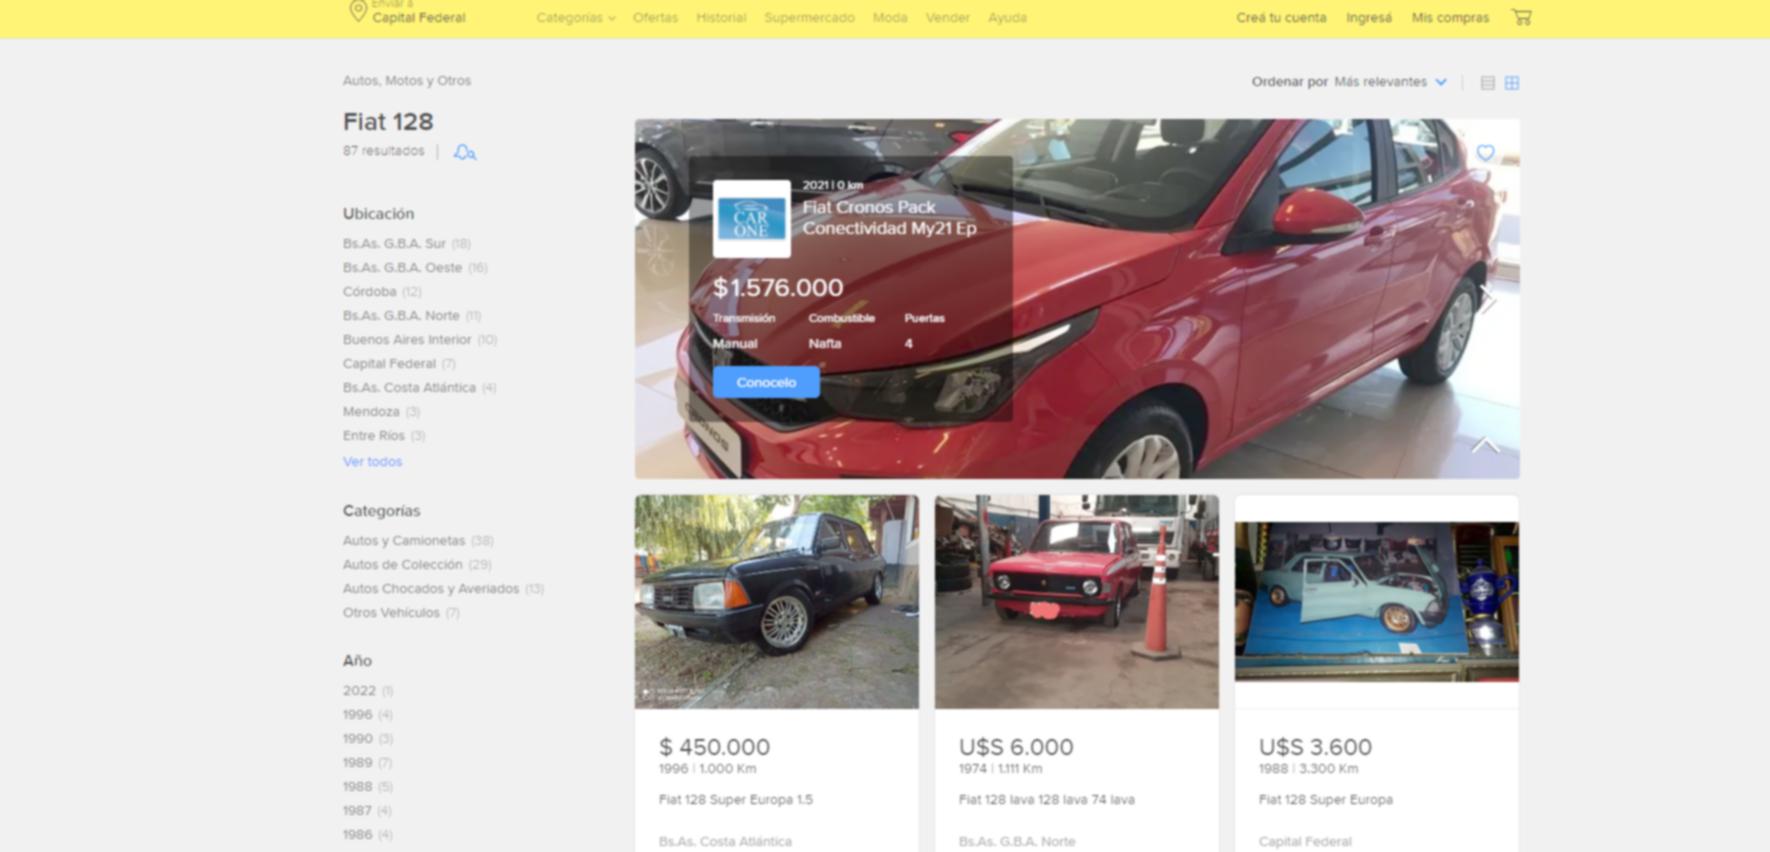 Enviar a
Capital Federal
Categorías Ofertas Historial Supermercado Moda Vender Ayuda
Creá tu cuenta Ingresá Mis compras
Autos, Motos y Otros
Ordenar por Más relevantes
Fiat 128
87 resultados
Ubicación
Bs.As. G.B.A. Sur (18)
Bs.As. G.B.A. Oeste (16)
Córdoba (12)
Bs.As. G.B.A. Norte (11)
Buenos Aires Interior (10)
Capital Federal (7)
Bs.As. Costa Atlántica (4)
Mendoza (3)
Entre Ríos (3)
Ver todos
Categorías
Autos y Camionetas (38)
Autos de Colección (29)
Autos Chocados y Averiados (13)
Otros Vehículos (7)
Año
2022 (1)
1996 (4)
1990 (3)
1989 (7)
1988 (5)
1987 (4)
1986 (4)
CAR
ONE
2021 | 0 km
Fiat Cronos Pack
Conectividad My21 Ep
$1.576.000
Transmisión Combustible Puertas
Manual Nafta 4
Conocelo
CRONOS
$ 450.000
1996 | 1.000 Km
Fiat 128 Super Europa 1.5
Bs.As. Costa Atlántica
U$S 6.000
1974 | 1.111 Km
Fiat 128 Iava 128 Iava 74 Iava
Bs.As. G.B.A. Norte
U$S 3.600
1988 | 3.300 Km
Fiat 128 Super Europa
Capital Federal